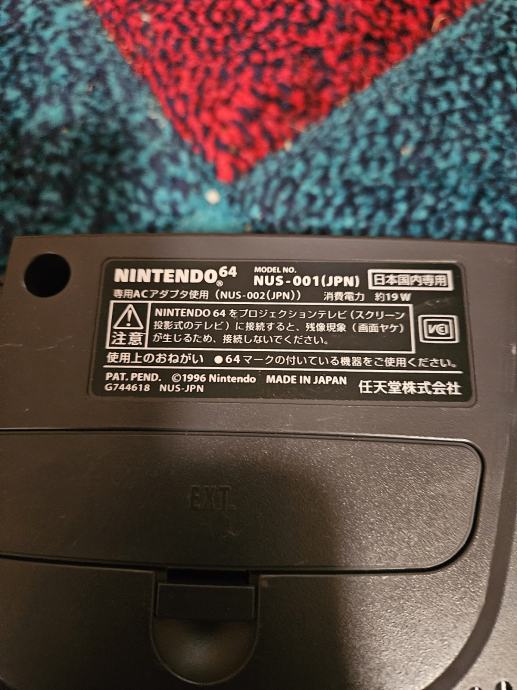 NINTENDO64®
MODEL NO.
NUS-001(JPN)
日本国内専用
専用ACアダプタ使用（NUS-002(JPN)） 消費電力 約19W
注意
NINTENDO 64 をプロジェクションテレビ（スクリーン
投影式のテレビ）に接続すると、残像現象（画面ヤケ）
が生じるため、接続しないでください。
VCI
使用上のおねがい ●64 マークの付いている機器をご使用ください。
PAT. PEND. ©1996 Nintendo MADE IN JAPAN 任天堂株式会社
G744618 NUS-JPN
EXT.